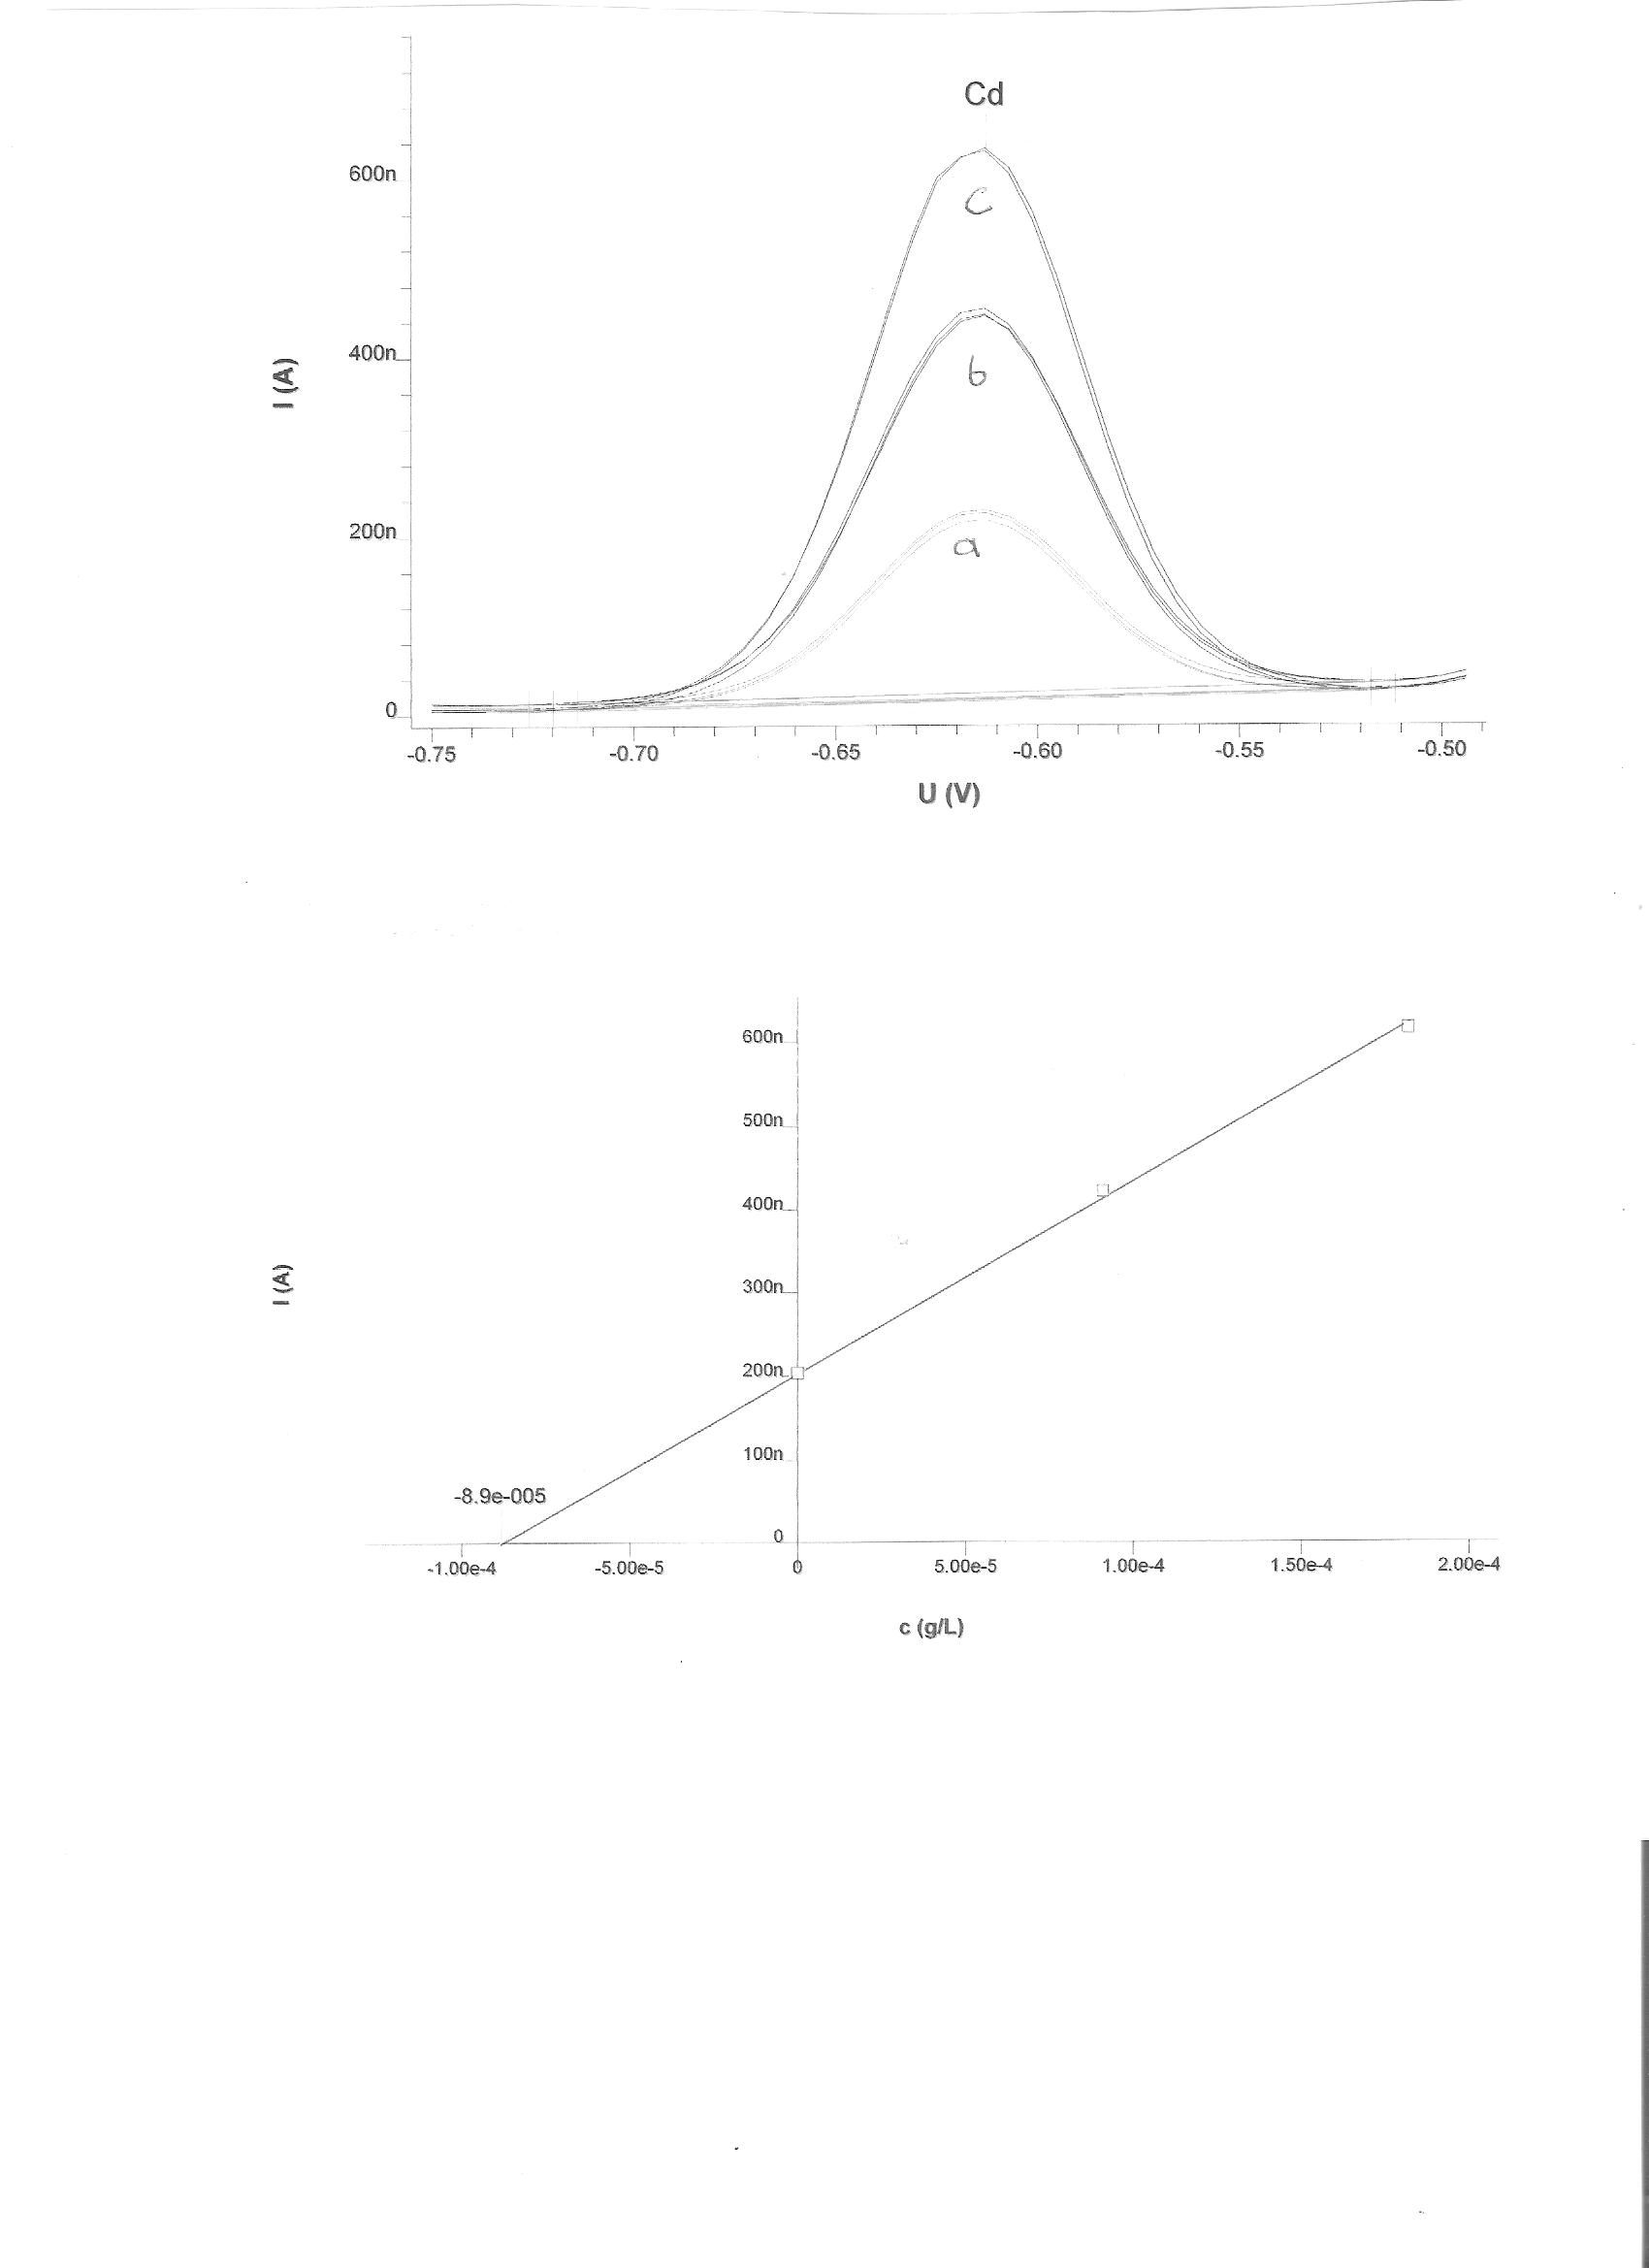 Cd
600n
C
400n
I (A)
b
200n
a
0
-0.75 -0.70 -0.65 -0.60 -0.55 -0.50
U (V)
600n
500n
400n
I (A)
300n
200n
100n
-8.9e-005
0
-1.00e-4 -5.00e-5 0 5.00e-5 1.00e-4 1.50e-4 2.00e-4
c (g/L)